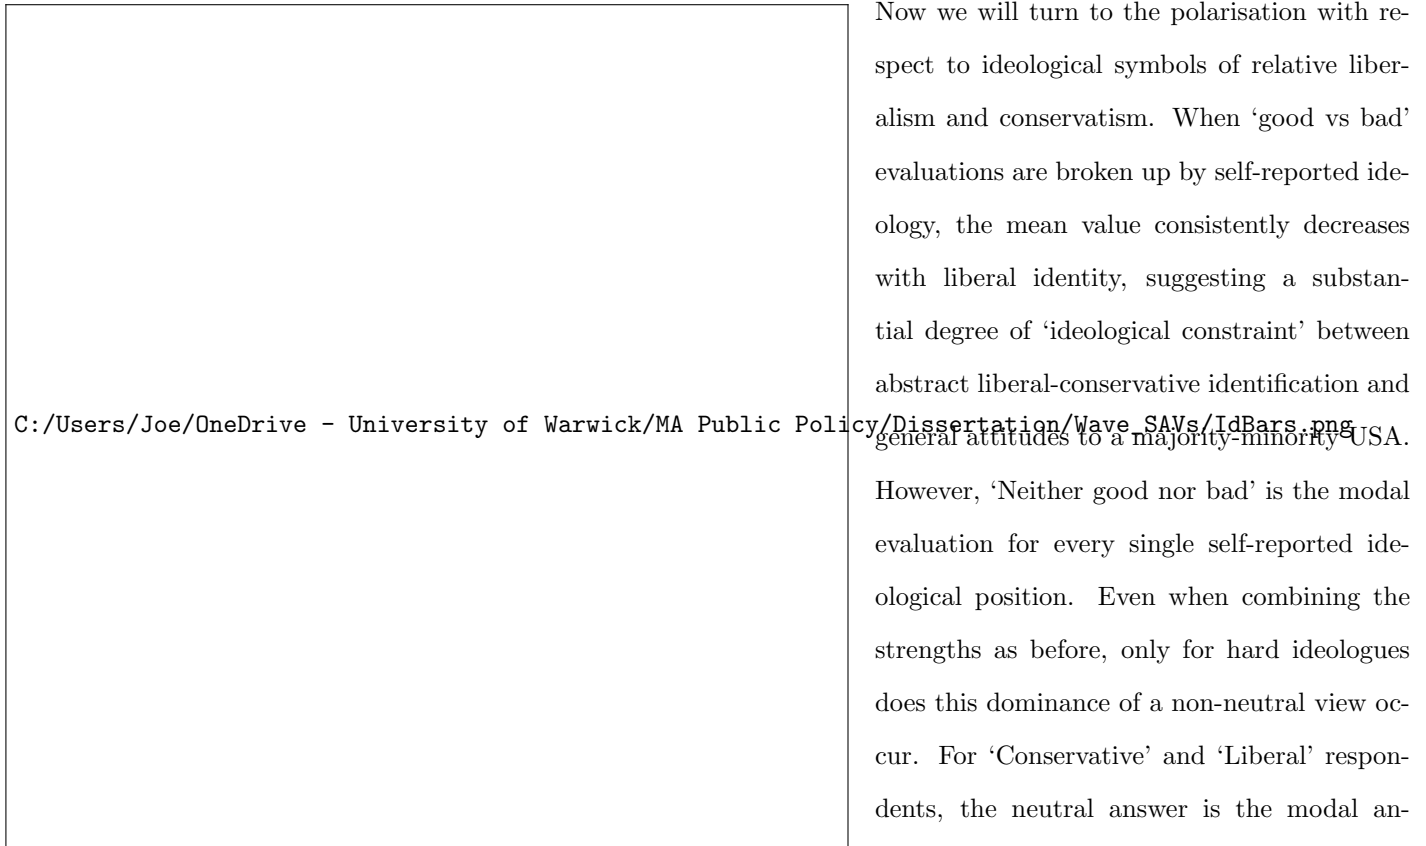 C:/Users/Joe/OneDrive - University of Warwick/MA Public Policy/Dissertation/Wave_SAVs/IdBars.png
Now we will turn to the polarisation with re-
spect to ideological symbols of relative liber-
alism and conservatism. When ‘good vs bad’
evaluations are broken up by self-reported ide-
ology, the mean value consistently decreases
with liberal identity, suggesting a substan-
tial degree of ‘ideological constraint’ between
abstract liberal-conservative identification and
general attitudes to a majority-minority USA.
However, ‘Neither good nor bad’ is the modal
evaluation for every single self-reported ide-
ological position. Even when combining the
strengths as before, only for hard ideologues
does this dominance of a non-neutral view oc-
cur. For ‘Conservative’ and ‘Liberal’ respon-
dents, the neutral answer is the modal an-